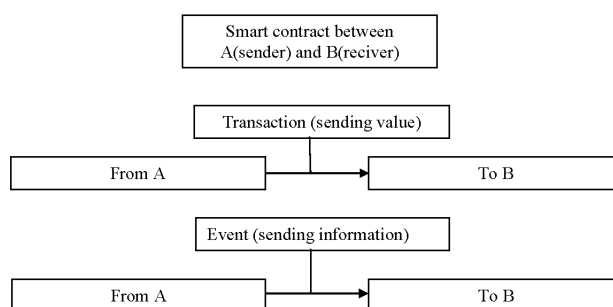 Smart contract between
A(sender) and B(reciver)
Transaction (sending value)
From A
To B
Event (sending information)
From A
To B